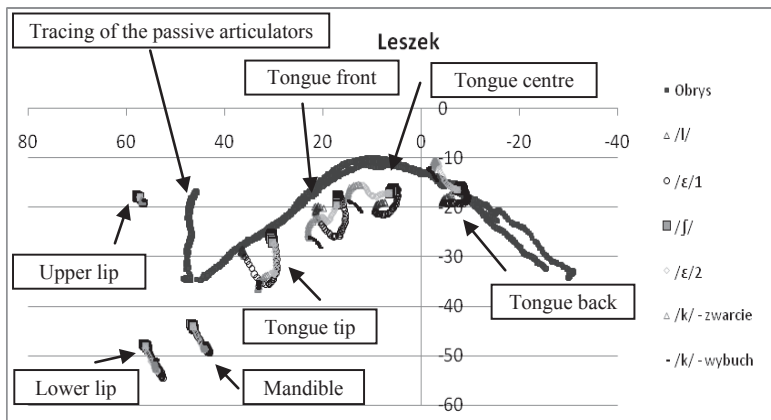 Tracing of the passive articulators
Leszek
Tongue front
Tongue centre
80 60 40 20 0 -20 -40
0
-10
-20
-30
-40
-50
-60
Upper lip
Tongue tip
Tongue back
Lower lip
Mandible
Obrys
/l/
/ɛ/1
/ʃ/
/ɛ/2
/k/-zwarcie
/k/-wybuch